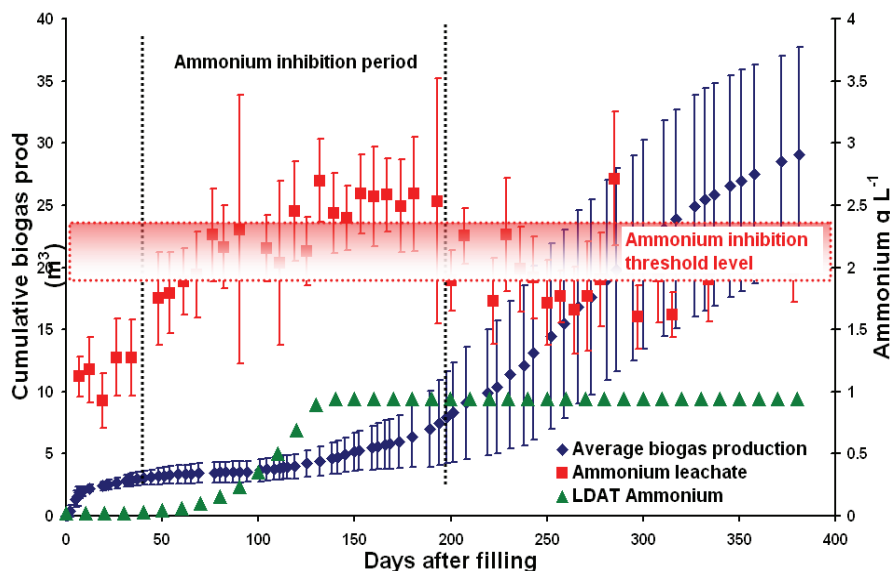 Ammonium inhibition period
Cumulative biogas prod
(m³)
40
35
30
25
20
15
10
5
0
4
3.5
3
2.5
2
1.5
1
0.5
0
Ammonium g L⁻¹
Ammonium inhibition
threshold level
Average biogas production
Ammonium leachate
LDAT Ammonium
0 50 100 150 200 250 300 350 400
Days after filling